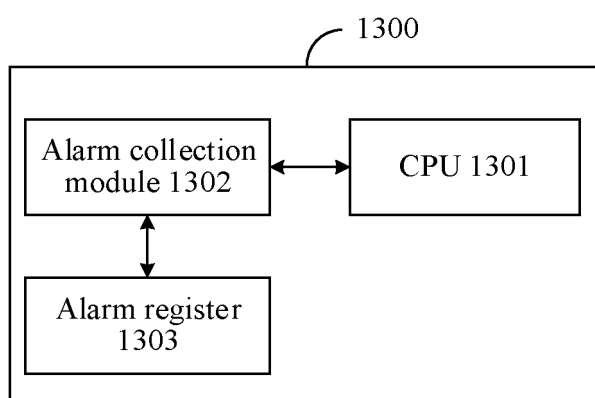 1300
Alarm collection
module 1302
CPU 1301
Alarm register
1303